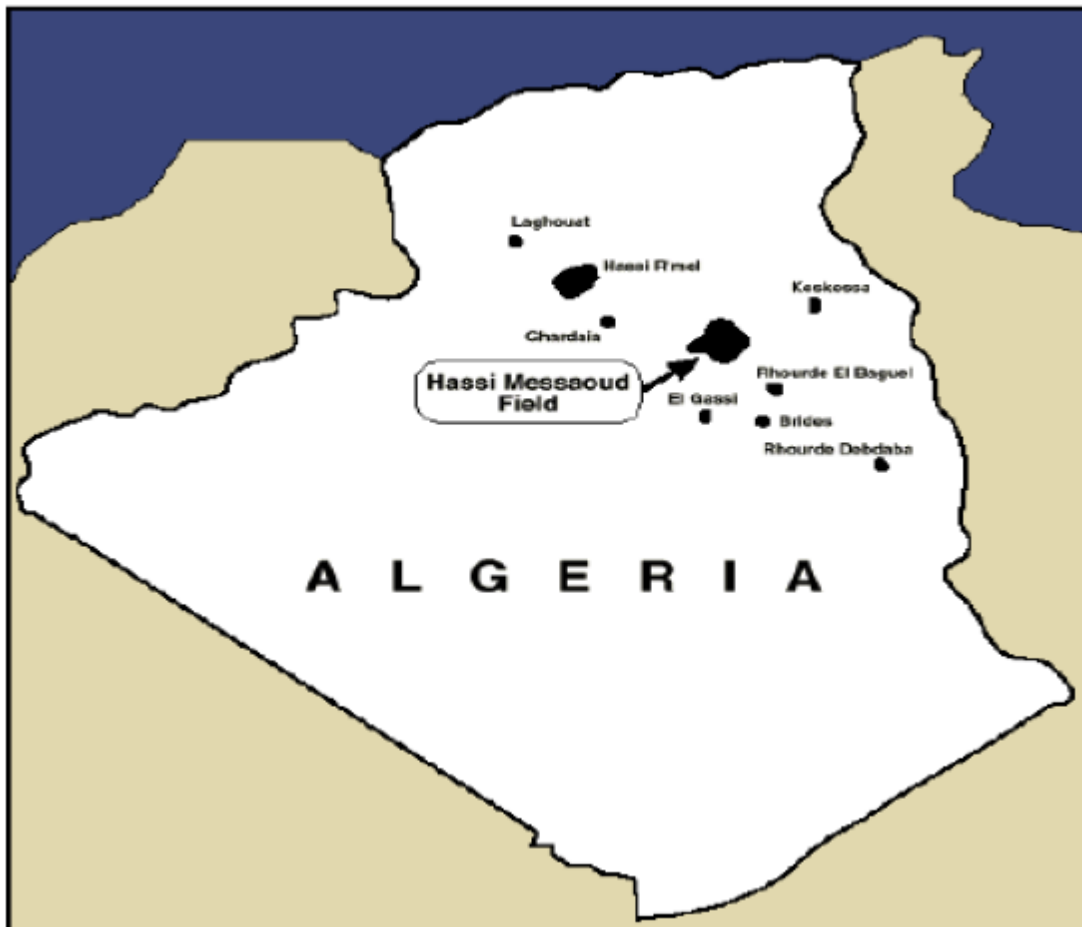 Laghouat
Hassi R'mel
Keskessa
Ghardaia
Hassi Messaoud
Field
Rhourde El Baguel
El Gassi
Brides
Rhourde Debdaba
A L G E R I A